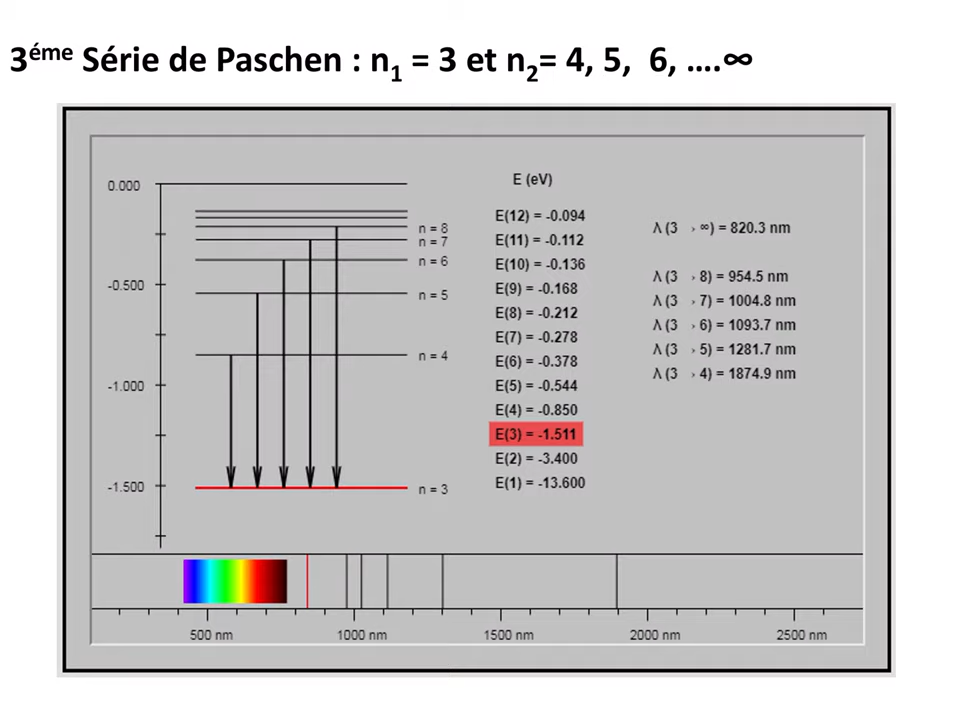 3éme Série de Paschen : n1 = 3 et n2= 4, 5, 6, ….∞
E (eV)
0.000
-0.500
-1.000
-1.500
n = 8
n = 7
n = 6
n = 5
n = 4
n = 3
E(12) = -0.094
E(11) = -0.112
E(10) = -0.136
E(9) = -0.168
E(8) = -0.212
E(7) = -0.278
E(6) = -0.378
E(5) = -0.544
E(4) = -0.850
E(3) = -1.511
E(2) = -3.400
E(1) = -13.600
λ (3 → ∞) = 820.3 nm
λ (3 → 8) = 954.5 nm
λ (3 → 7) = 1004.8 nm
λ (3 → 6) = 1093.7 nm
λ (3 → 5) = 1281.7 nm
λ (3 → 4) = 1874.9 nm
500 nm
1000 nm
1500 nm
2000 nm
2500 nm